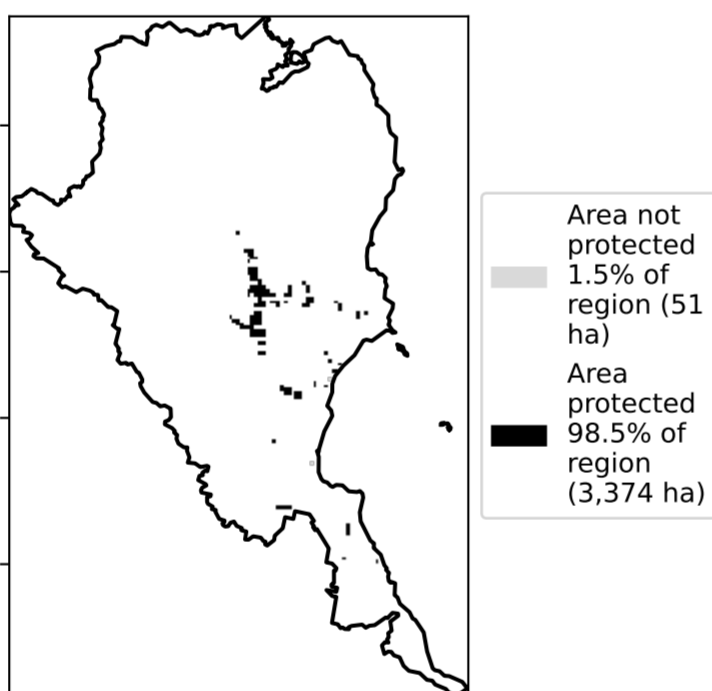 Area not
protected
1.5% of
region (51
ha)
Area
protected
98.5% of
region
(3,374 ha)